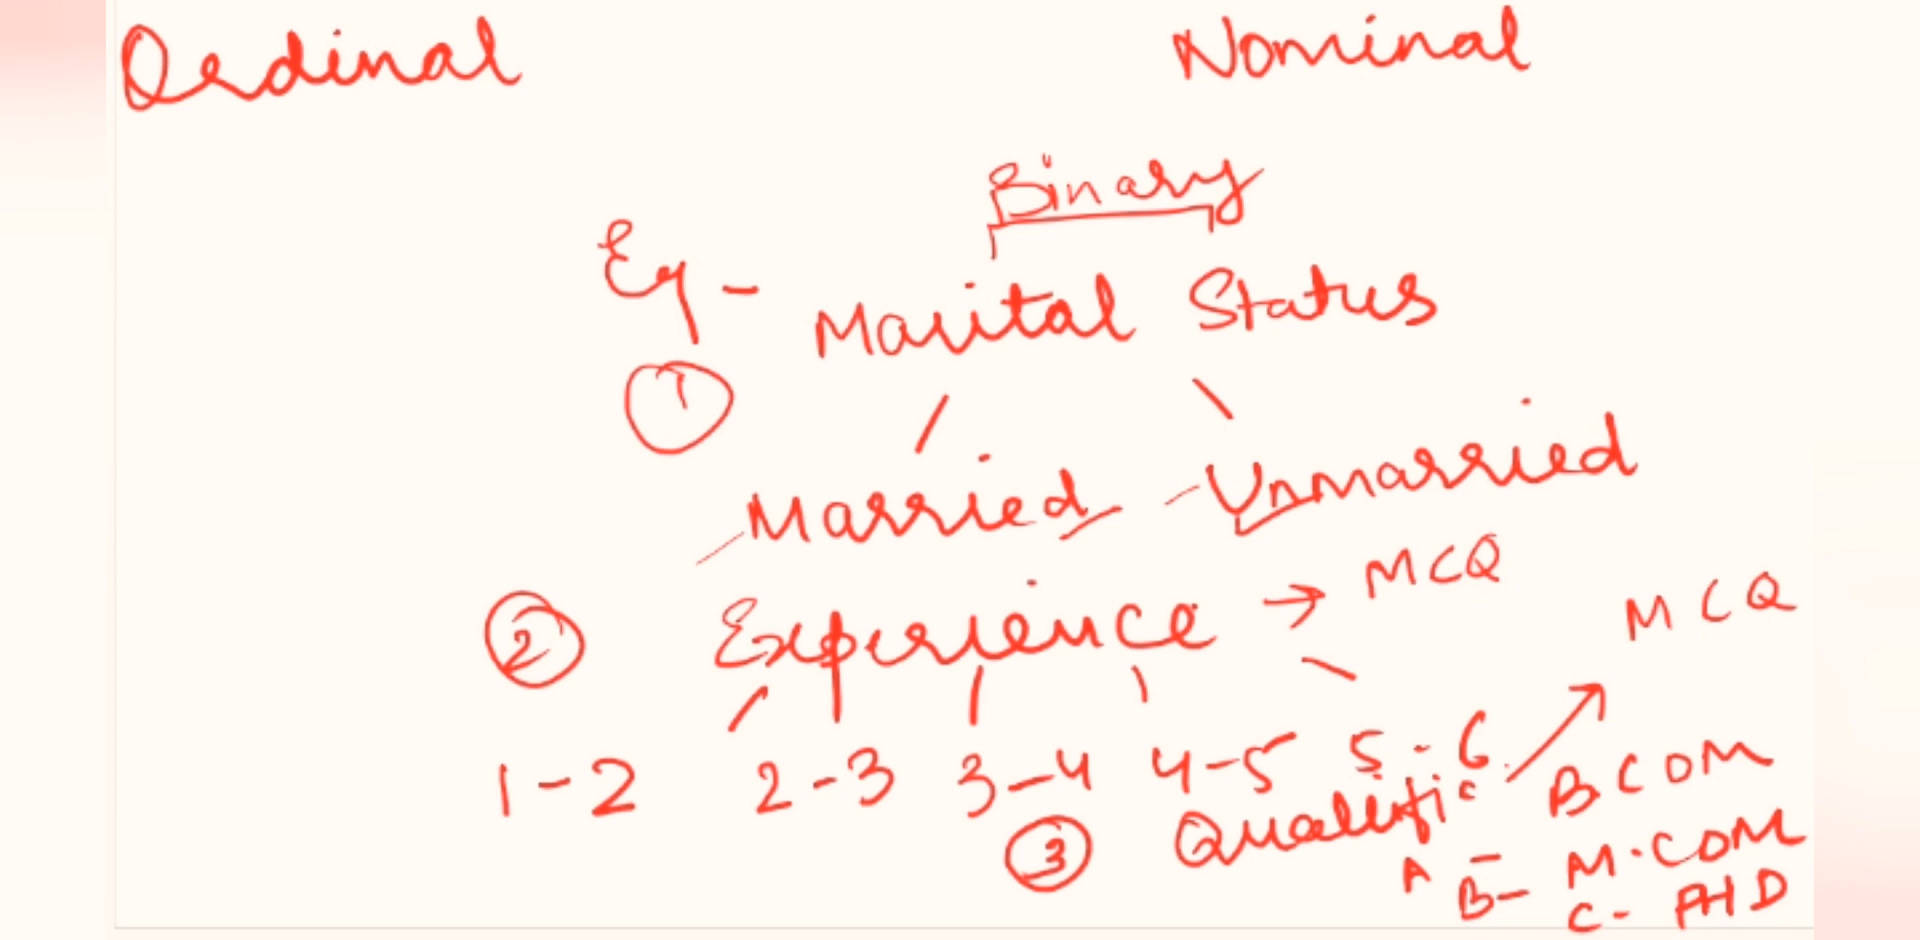 Ordinal Nominal
Binary
Eg - Marital Status
1
Married - Unmarried
2 Experience → MCQ
MCQ
1-2 2-3 3-4 4-5 5-6
3 Qualific
A - BCOM
B- M.COM
C- PHD